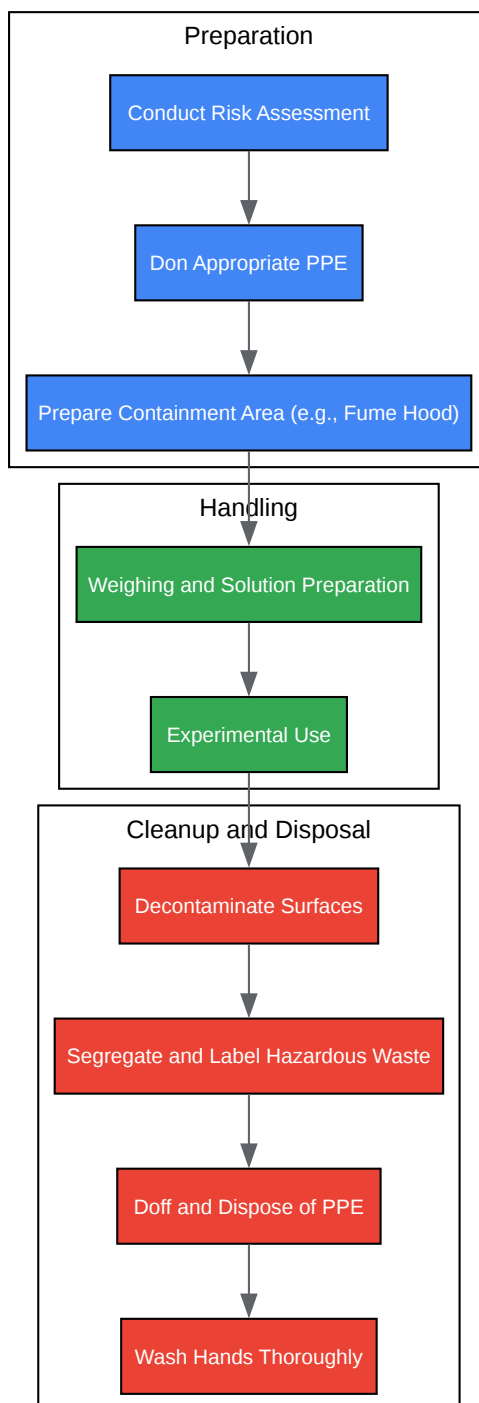 Preparation
Conduct Risk Assessment
Don Appropriate PPE
Prepare Containment Area (e.g., Fume Hood)
Handling
Weighing and Solution Preparation
Experimental Use
Cleanup and Disposal
Decontaminate Surfaces
Segregate and Label Hazardous Waste
Doff and Dispose of PPE
Wash Hands Thoroughly